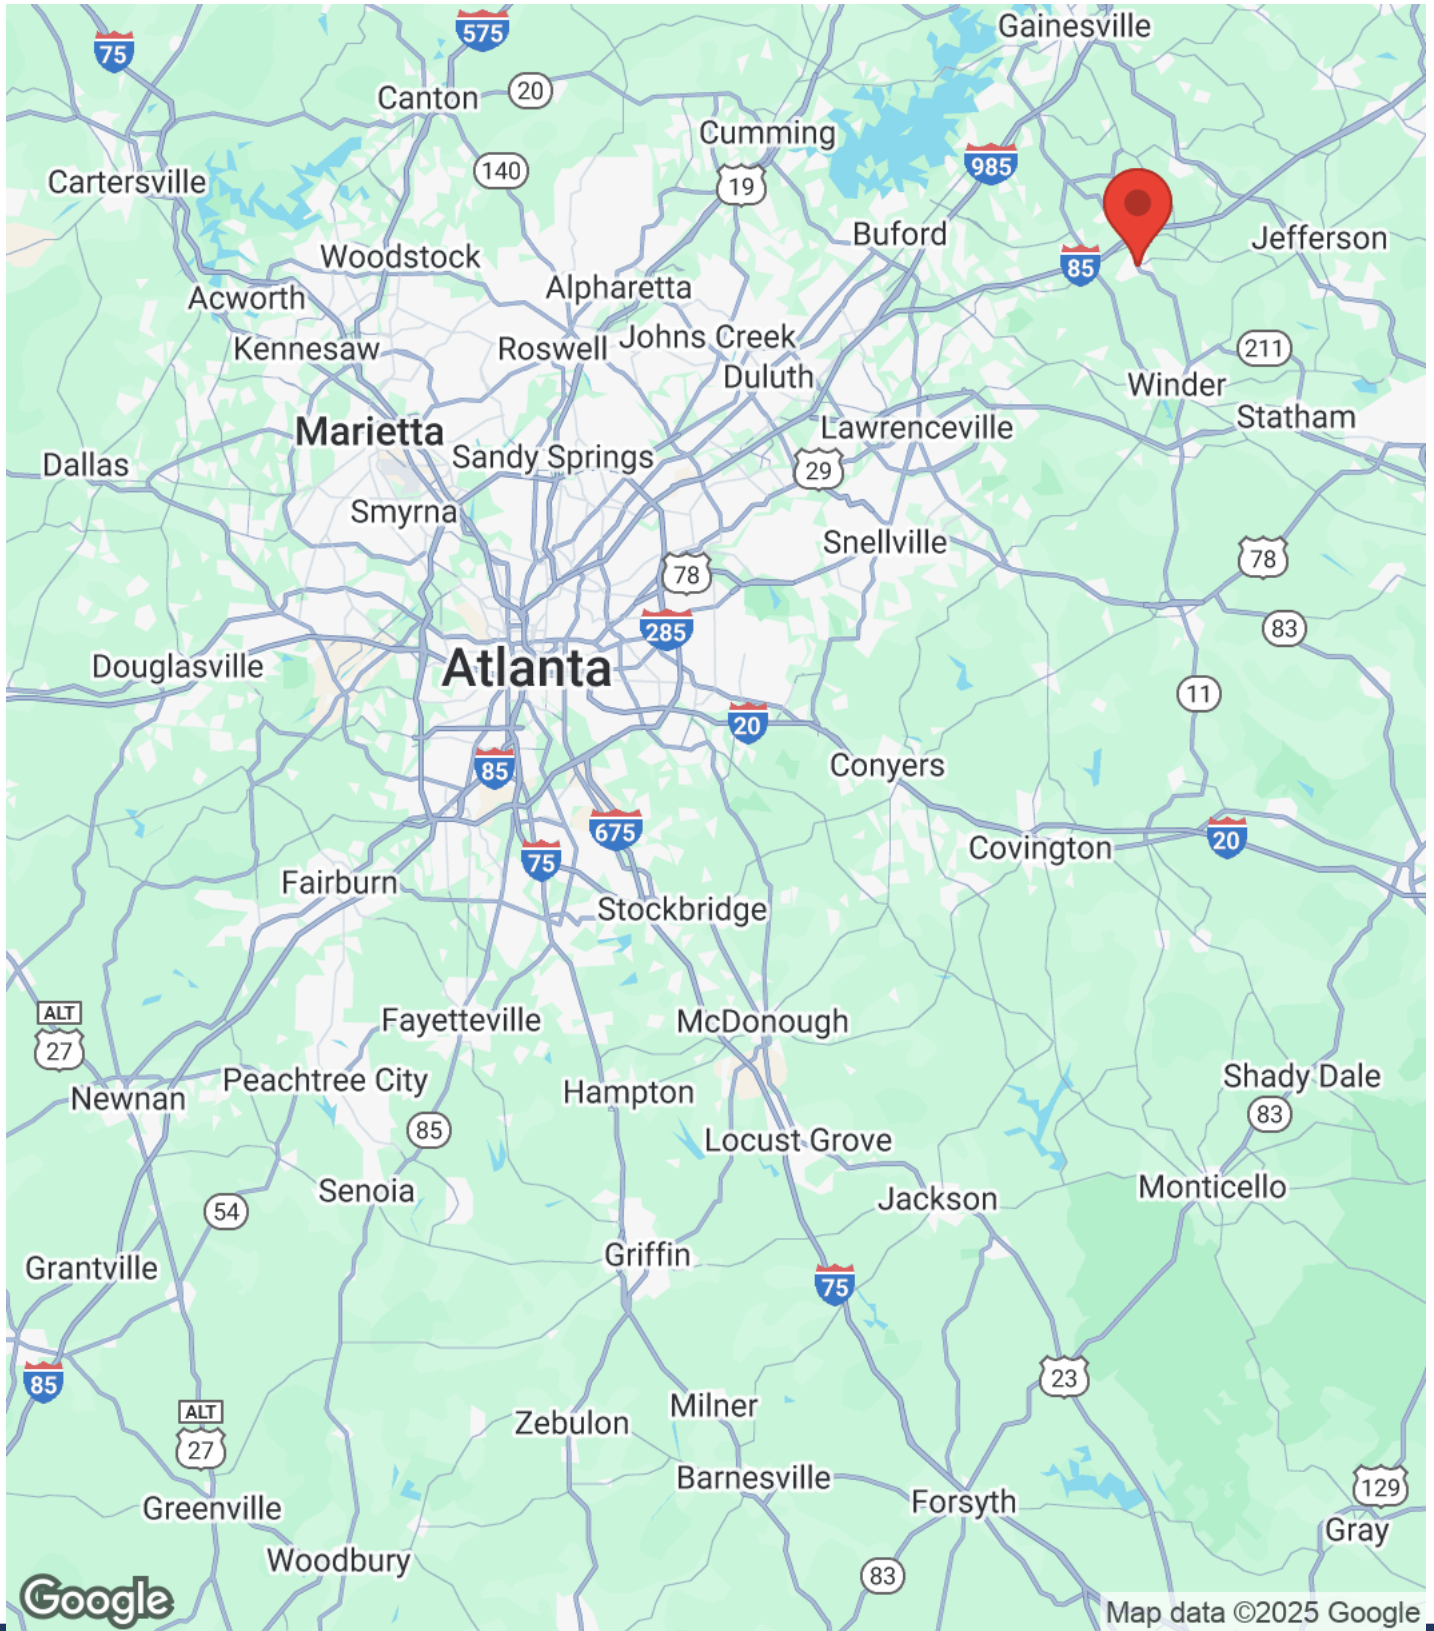 Gainesville
575
75
Canton
20
Cumming
140
985
19
Cartersville
Buford
Jefferson
Woodstock
85
Alpharetta
Acworth
Johns Creek
Kennesaw
Roswell
211
Duluth
Winder
Statham
Marietta
Lawrenceville
Sandy Springs
Dallas
29
Smyrna
Snellville
78
78
285
83
Atlanta
Douglasville
11
20
85
Conyers
675
20
75
Covington
Fairburn
Stockbridge
ALT
27
Fayetteville
McDonough
Shady Dale
Peachtree City
Hampton
Newnan
83
85
Locust Grove
Monticello
Senoia
Jackson
54
Griffin
Grantville
75
85
23
ALT
27
Milner
Zebulon
Barnesville
129
Forsyth
Greenville
Gray
Woodbury
83
Google
Map data ©2025 Google